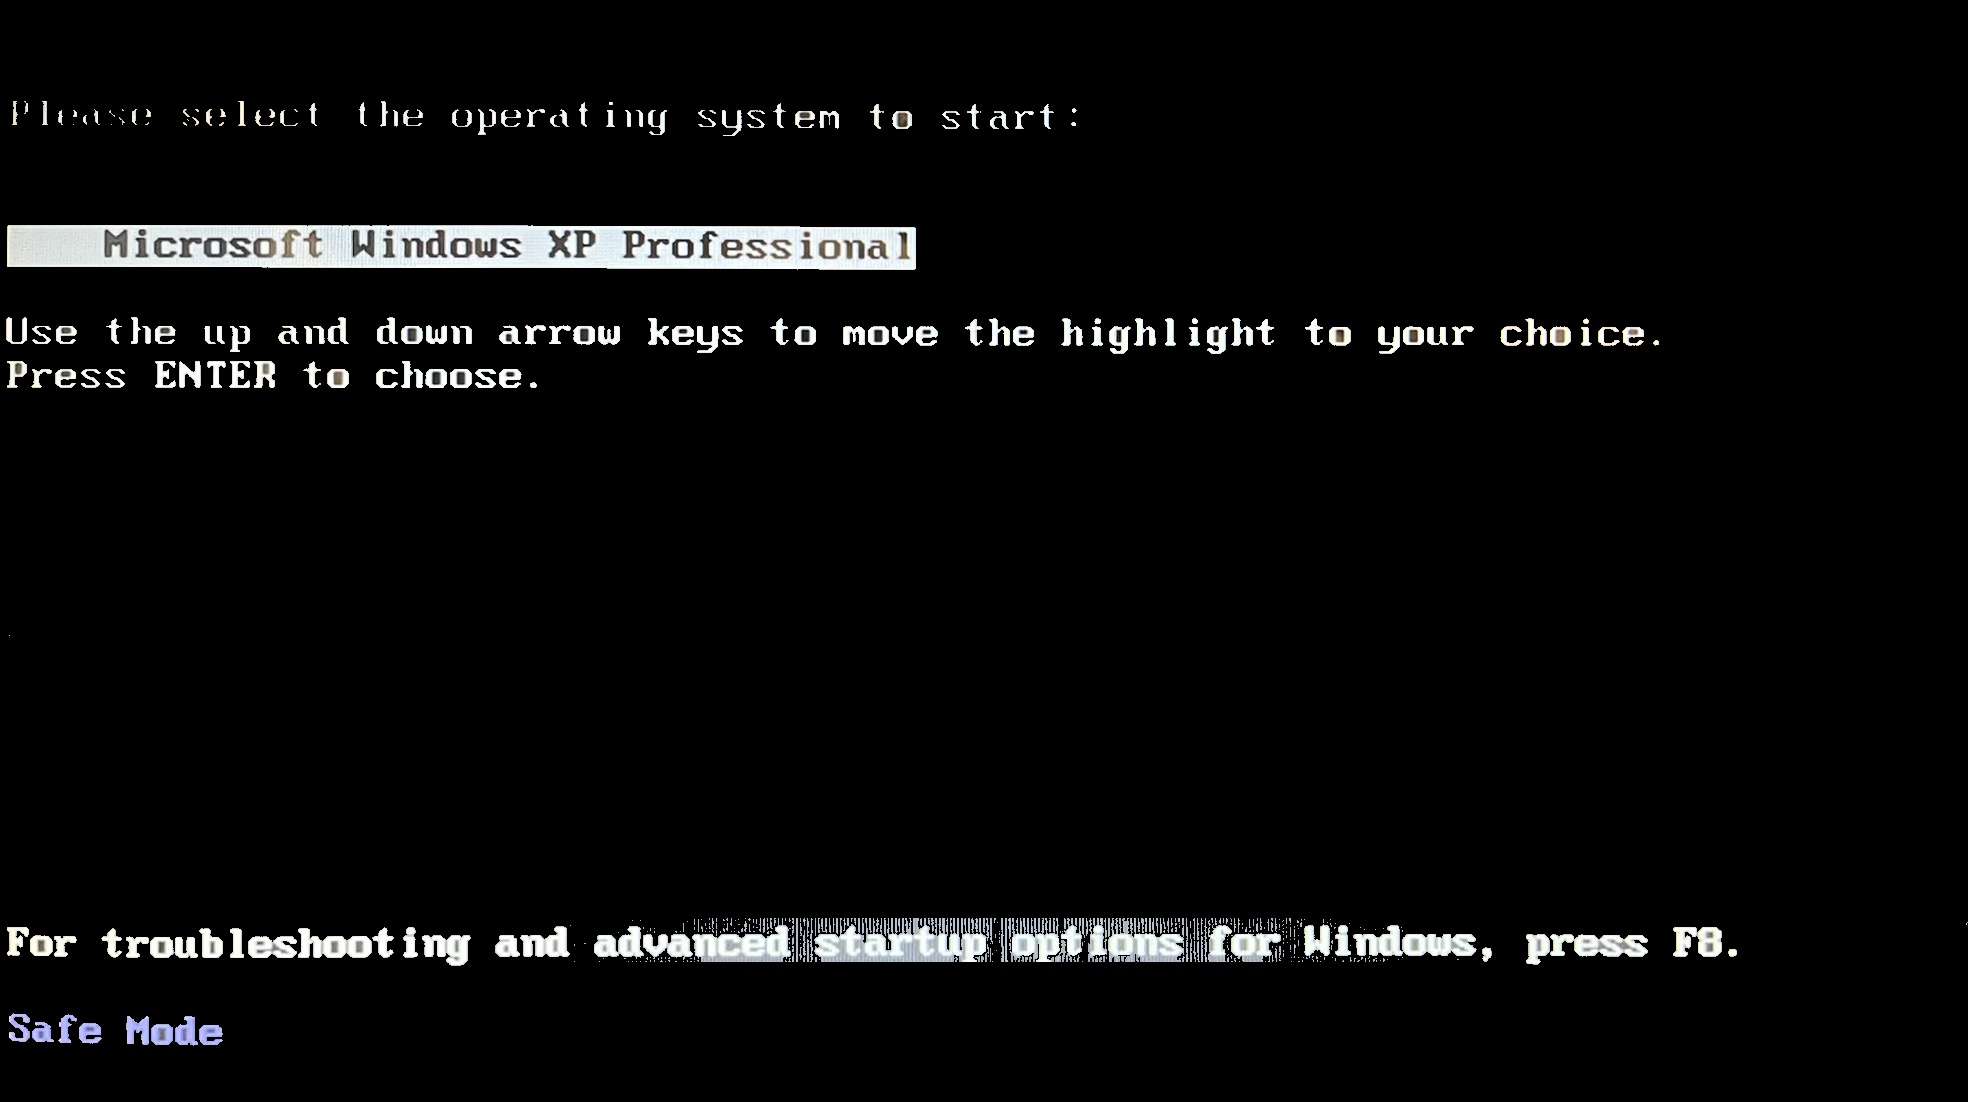 Please select the operating system to start:
Microsoft Windows XP Professional
Use the up and down arrow keys to move the highlight to your choice.
Press ENTER to choose.
For troubleshooting and advanced startup options for Windows, press F8.
Safe Mode